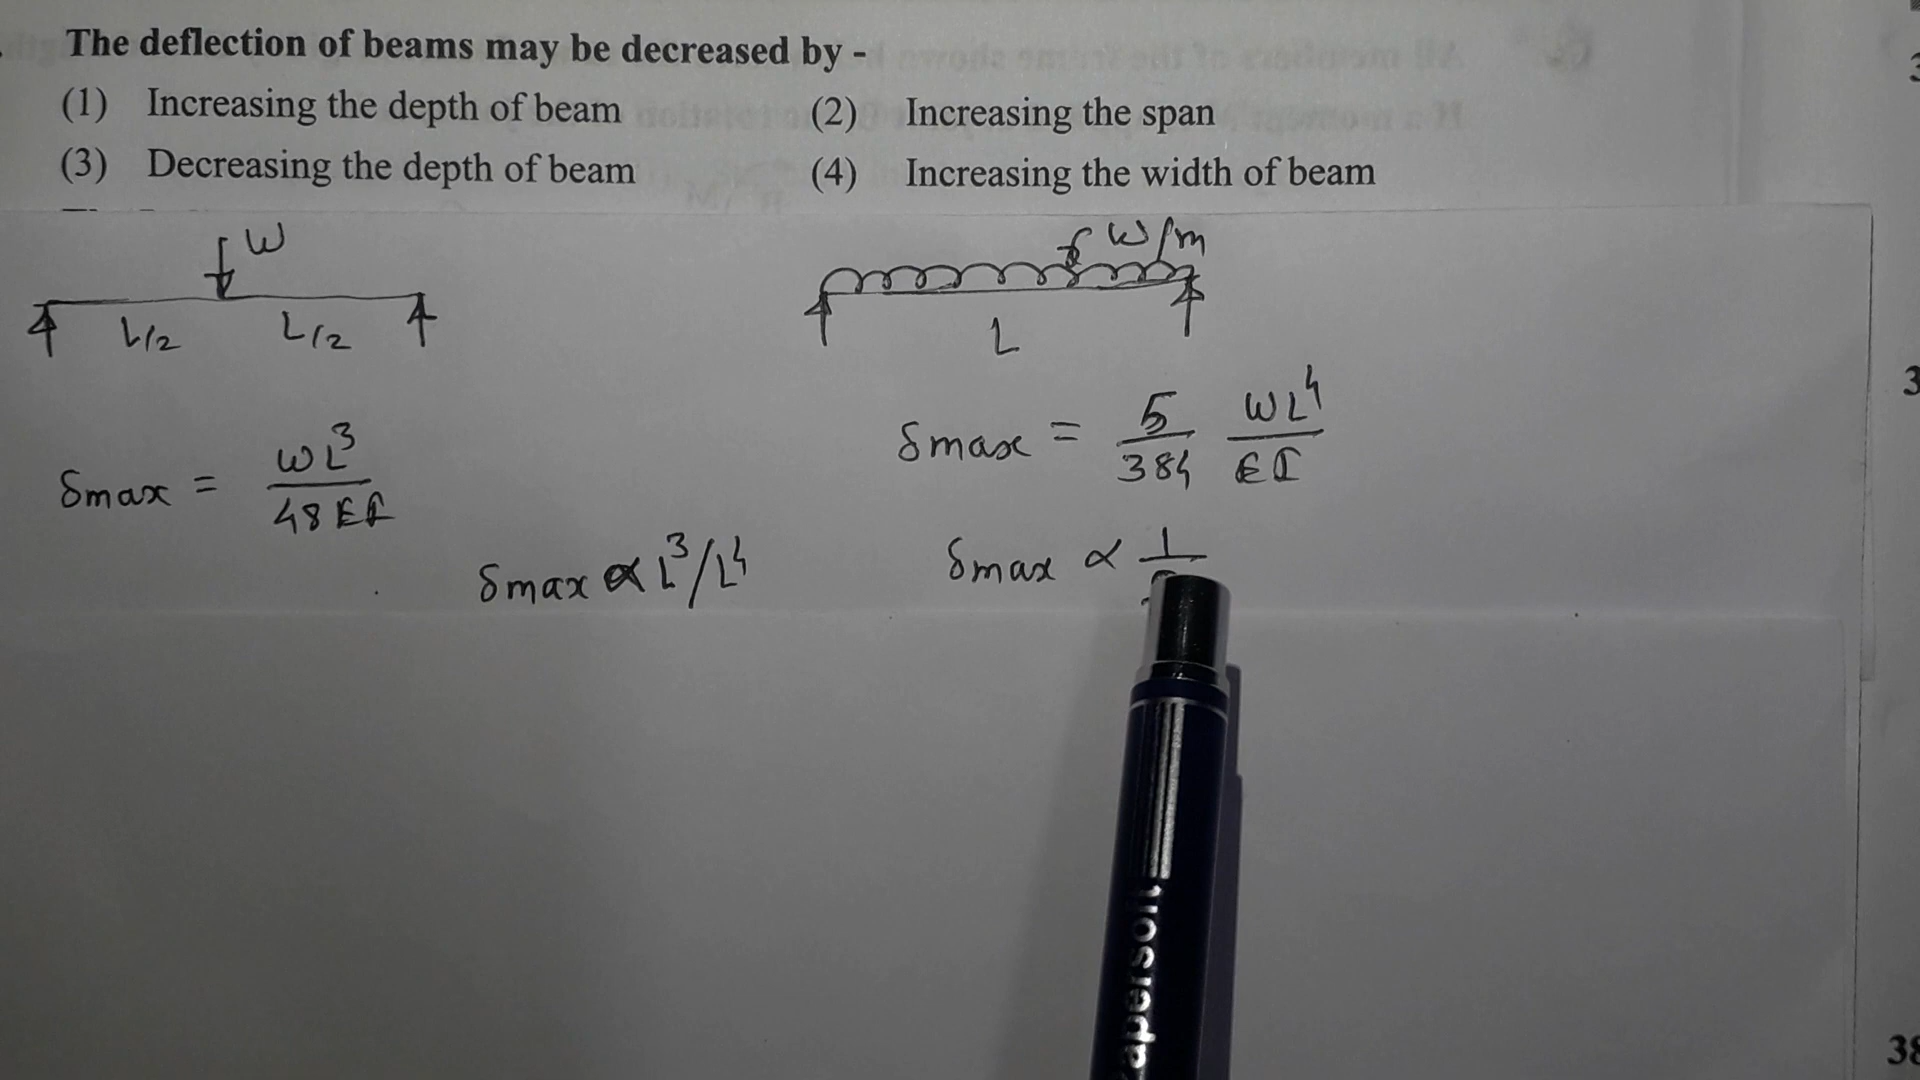 The deflection of beams may be decreased by -
(1) Increasing the depth of beam (2) Increasing the span
(3) Decreasing the depth of beam (4) Increasing the width of beam
W W/m
L/2 L/2 L
δmax = WL³/48EI δmax = 5/384 WL⁴/EI
δmax ∝ L³/L⁴ δmax ∝ 1
apersoft
3
3
38